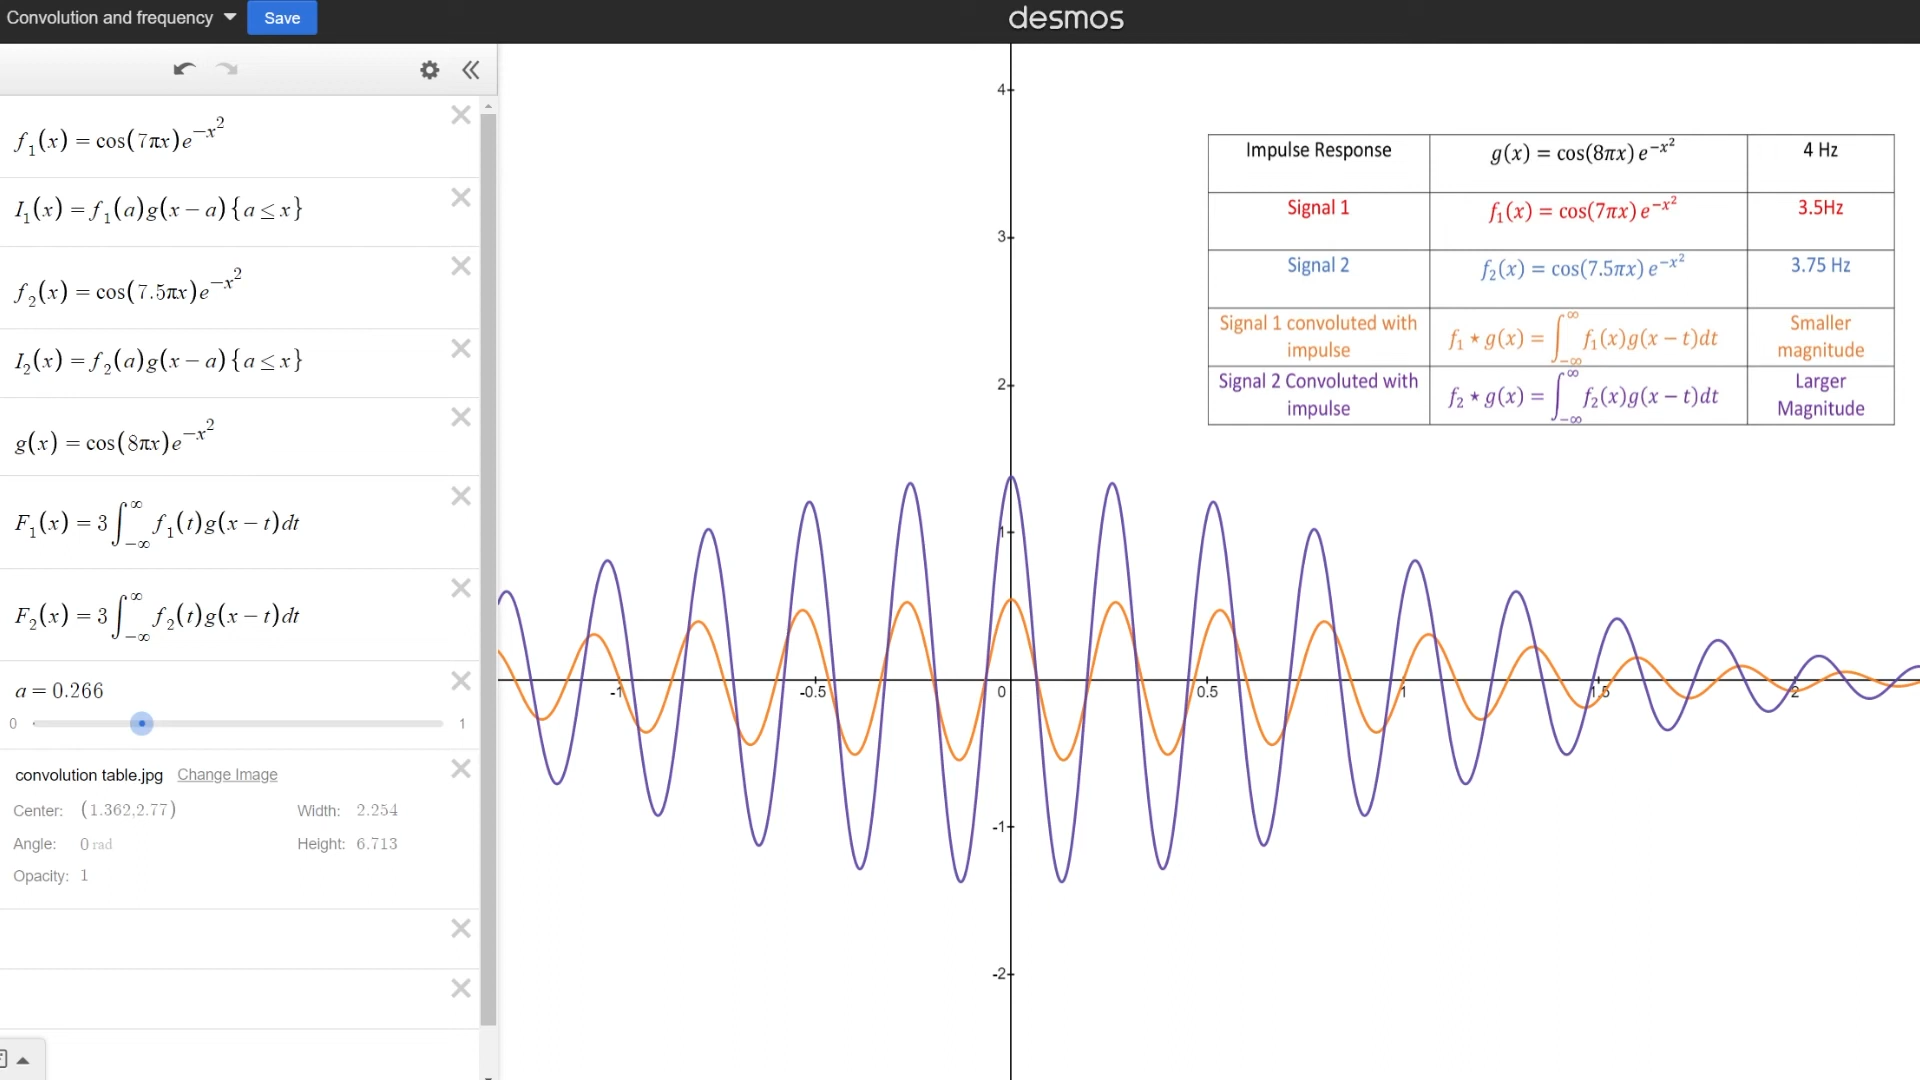 Convolution and frequency
Save
desmos
f₁(x) = cos(7πx)e^{−x²}
I₁(x) = f₁(a)g(x − a){a ≤ x}
f₂(x) = cos(7.5πx)e^{−x²}
I₂(x) = f₂(a)g(x − a){a ≤ x}
g(x) = cos(8πx)e^{−x²}
F₁(x) = 3∫_{−∞}^{∞} f₁(t)g(x − t)dt
F₂(x) = 3∫_{−∞}^{∞} f₂(t)g(x − t)dt
a = 0.266
0 1
convolution table.jpg Change Image
Center: (1.362,2.77) Width: 2.254
Angle: 0 rad Height: 6.713
Opacity: 1
4
3
2
1
-1
-2
-1 -0.5 0 0.5 1 1.5 2
Impulse Response g(x) = cos(8πx) e^{−x²} 4 Hz
Signal 1 f₁(x) = cos(7πx) e^{−x²} 3.5Hz
Signal 2 f₂(x) = cos(7.5πx) e^{−x²} 3.75 Hz
Signal 1 convoluted with
impulse
f₁ ⋆ g(x) = ∫_{−∞}^{∞} f₁(x)g(x − t)dt
Smaller
magnitude
Signal 2 Convoluted with
impulse
f₂ ⋆ g(x) = ∫_{−∞}^{∞} f₂(x)g(x − t)dt
Larger
Magnitude